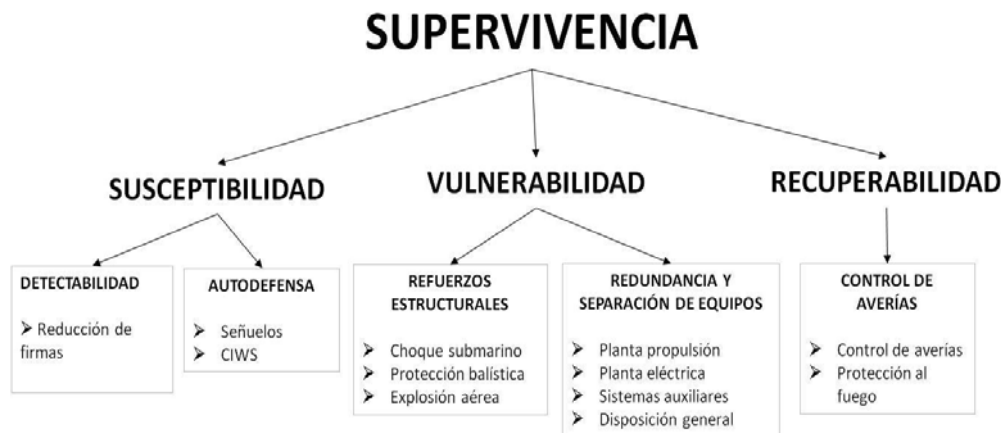 SUPERVIVENCIA
SUSCEPTIBILIDAD
VULNERABILIDAD
RECUPERABILIDAD
DETECTABILIDAD
➢ Reducción de
firmas
AUTODEFENSA
➢ Señuelos
➢ CIWS
REFUERZOS
ESTRUCTURALES
➢ Choque submarino
➢ Protección balística
➢ Explosión aérea
REDUNDANCIA Y
SEPARACIÓN DE EQUIPOS
➢ Planta propulsión
➢ Planta eléctrica
➢ Sistemas auxiliares
➢ Disposición general
CONTROL DE
AVERÍAS
➢ Control de averías
➢ Protección al
fuego